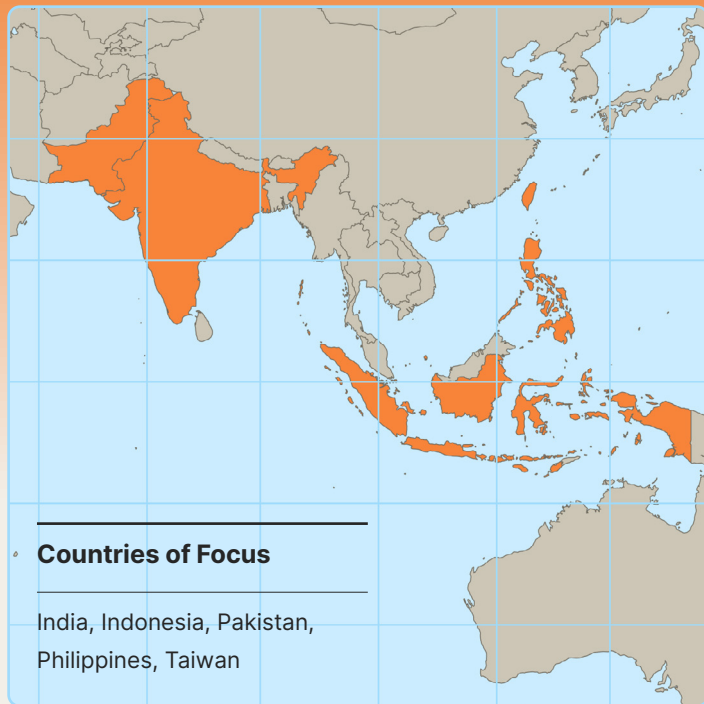 Countries of Focus
India, Indonesia, Pakistan,
Philippines, Taiwan